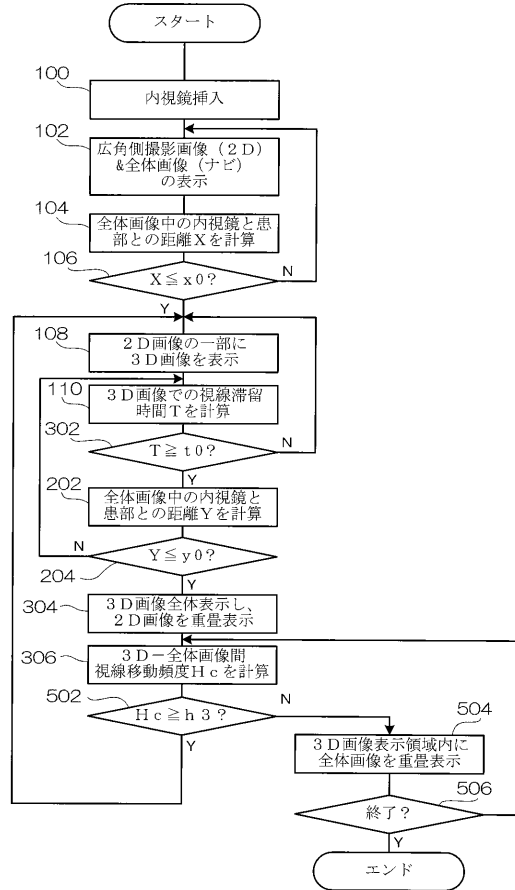 スタート
100
内視鏡挿入
102
広角側撮影画像(2D)
&全体画像(ナビ)
の表示
104
全体画像中の内視鏡と患
部との距離Xを計算
106
X≦x0?
N
Y
108
2D画像の一部に
3D画像を表示
110
3D画像での視線滞留
時間Tを計算
302
T≧t0?
N
Y
202
全体画像中の内視鏡と
患部との距離Yを計算
N
Y≦y0?
204
Y
304
3D画像全体表示し、
2D画像を重畳表示
306
3D-全体画像間
視線移動頻度Hcを計算
502
Hc≧h3?
N
Y
504
3D画像表示領域内に
全体画像を重畳表示
506
終了?
Y
エンド